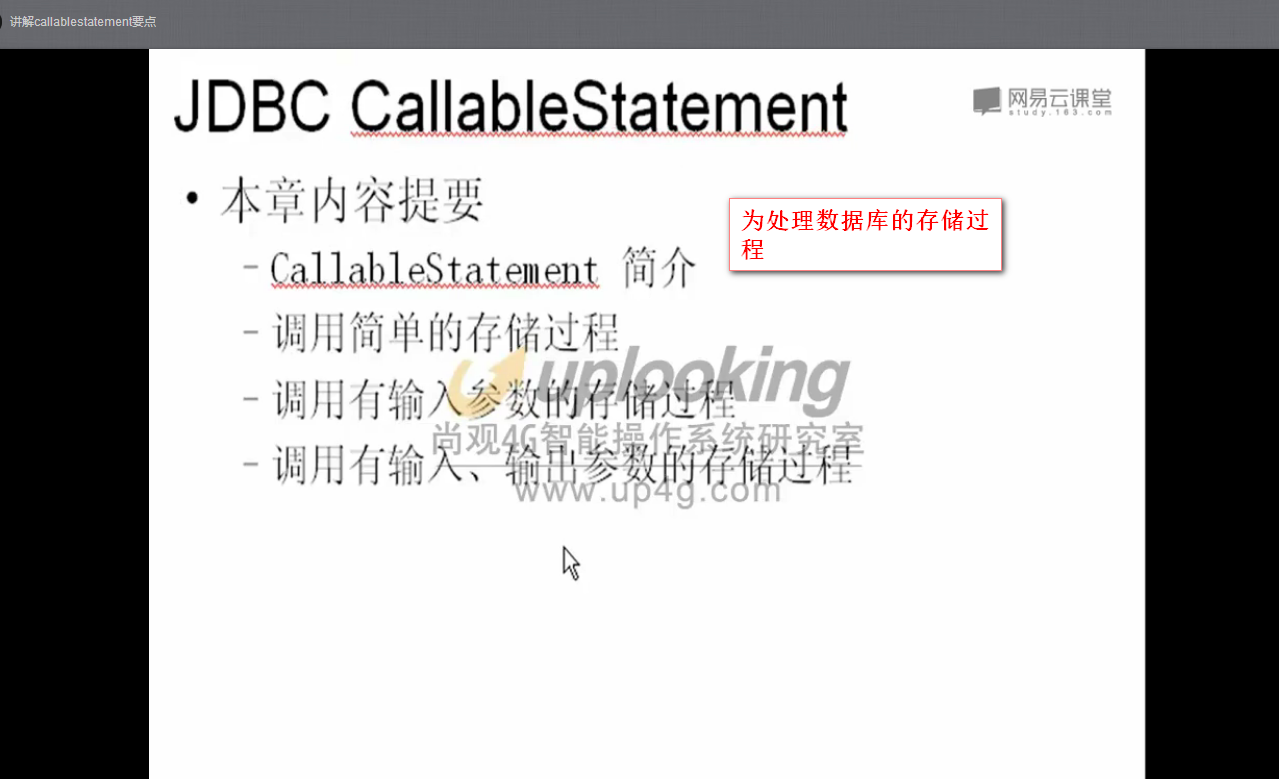 讲解callablestatement要点
JDBC CallableStatement
网易云课堂
study.163.com
• 本章内容提要
为处理数据库的存储过
程
– CallableStatement 简介
– 调用简单的存储过程
uplooking
– 调用有输入参数的存储过程
尚观4G智能操作系统研究室
– 调用有输入、输出参数的存储过程
www.up4g.com